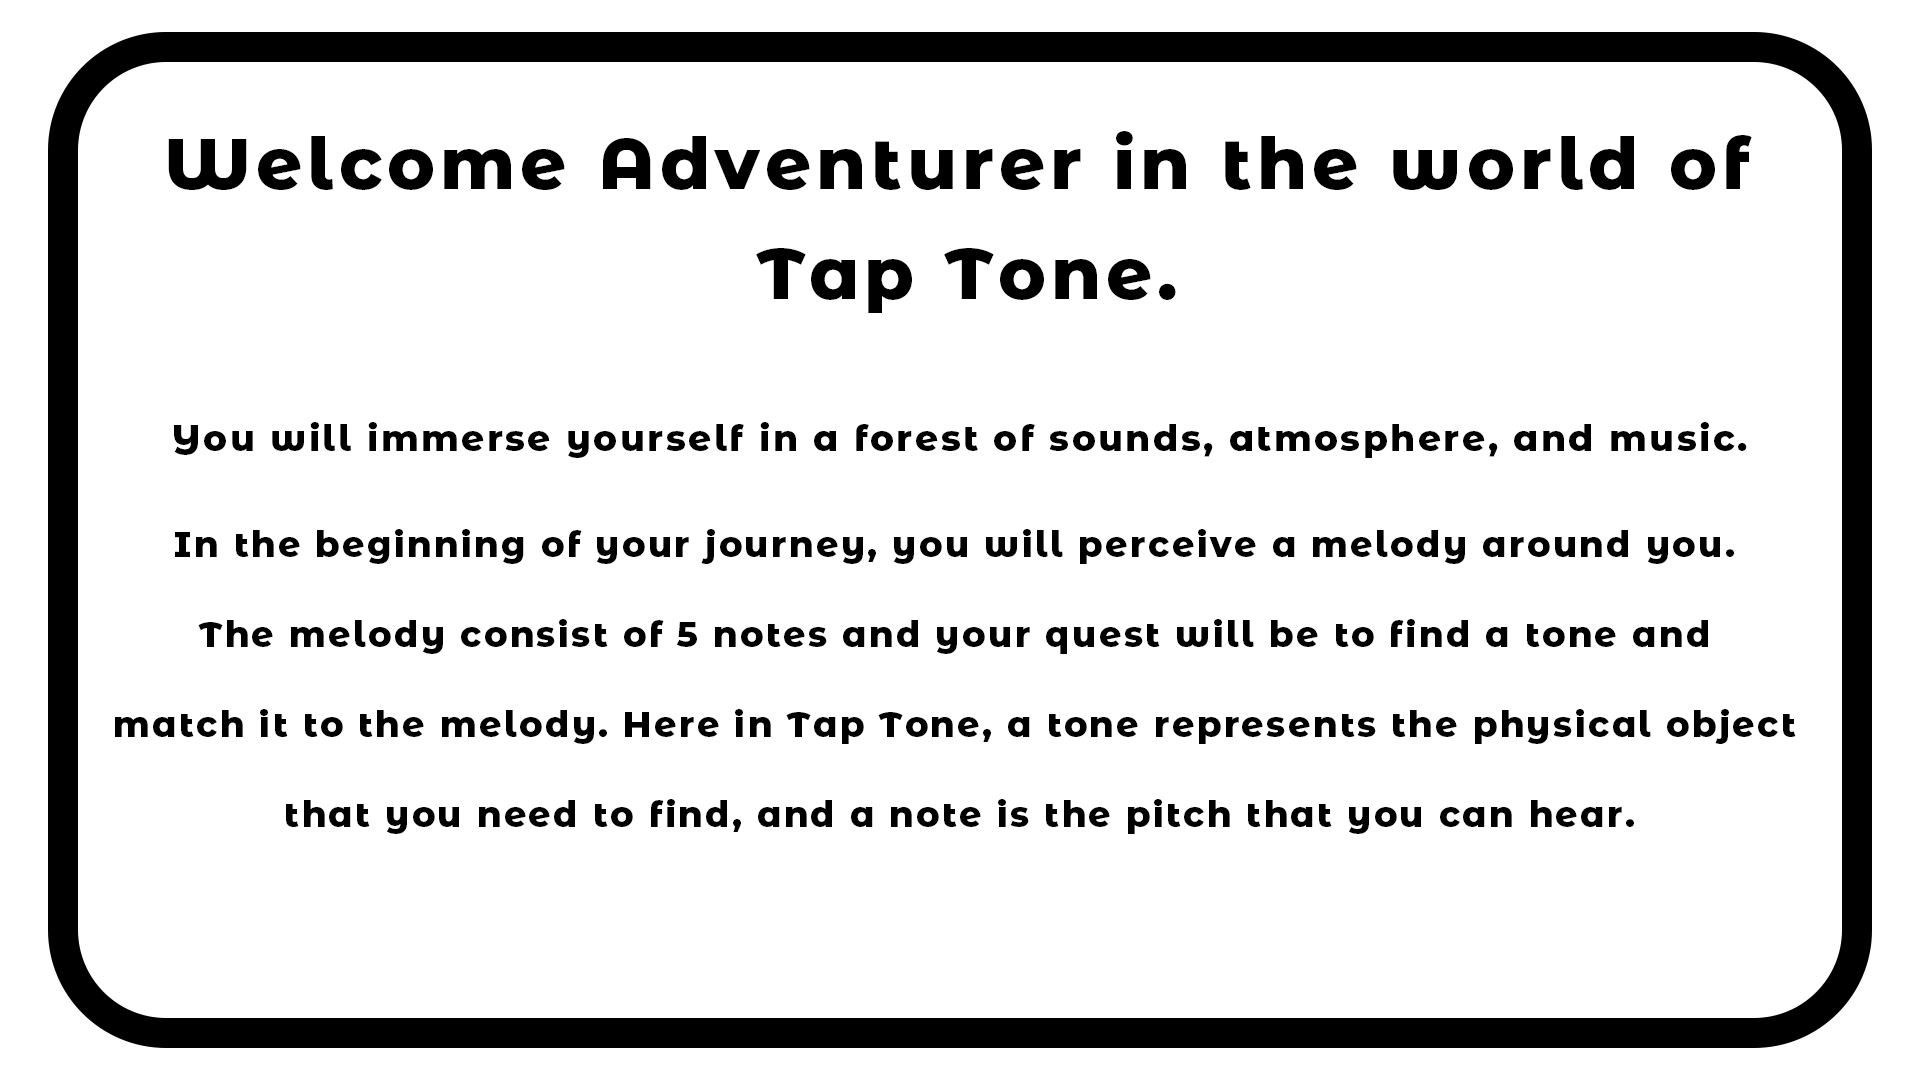 Welcome Adventurer in the world of
Tap Tone.
You will immerse yourself in a forest of sounds, atmosphere, and music.
In the beginning of your journey, you will perceive a melody around you.
The melody consist of 5 notes and your quest will be to find a tone and
match it to the melody. Here in Tap Tone, a tone represents the physical object
that you need to find, and a note is the pitch that you can hear.